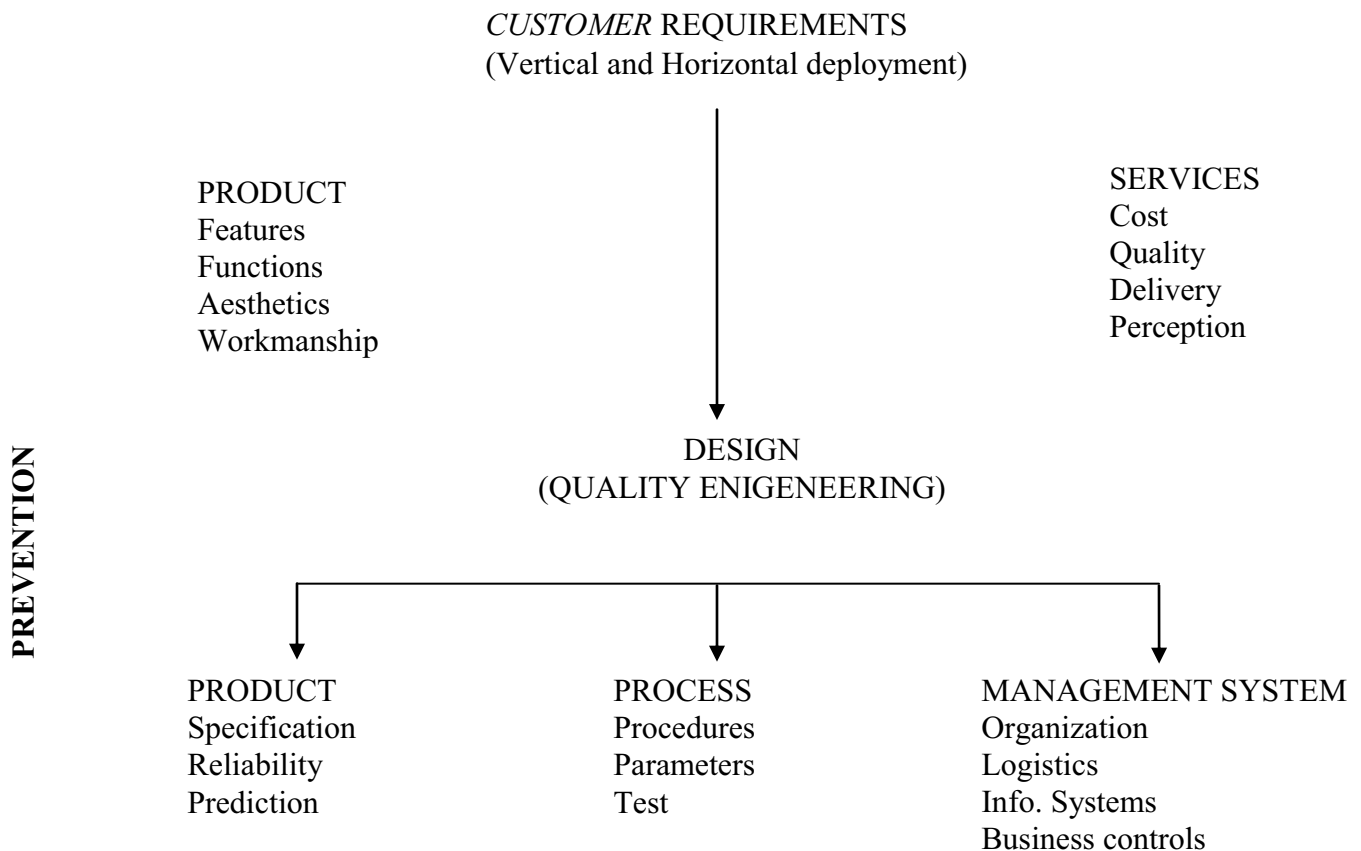 CUSTOMER REQUIREMENTS
(Vertical and Horizontal deployment)
PRODUCT
Features
Functions
Aesthetics
Workmanship
SERVICES
Cost
Quality
Delivery
Perception
DESIGN
(QUALITY ENIGENEERING)
PREVENTION
PRODUCT
Specification
Reliability
Prediction
PROCESS
Procedures
Parameters
Test
MANAGEMENT SYSTEM
Organization
Logistics
Info. Systems
Business controls